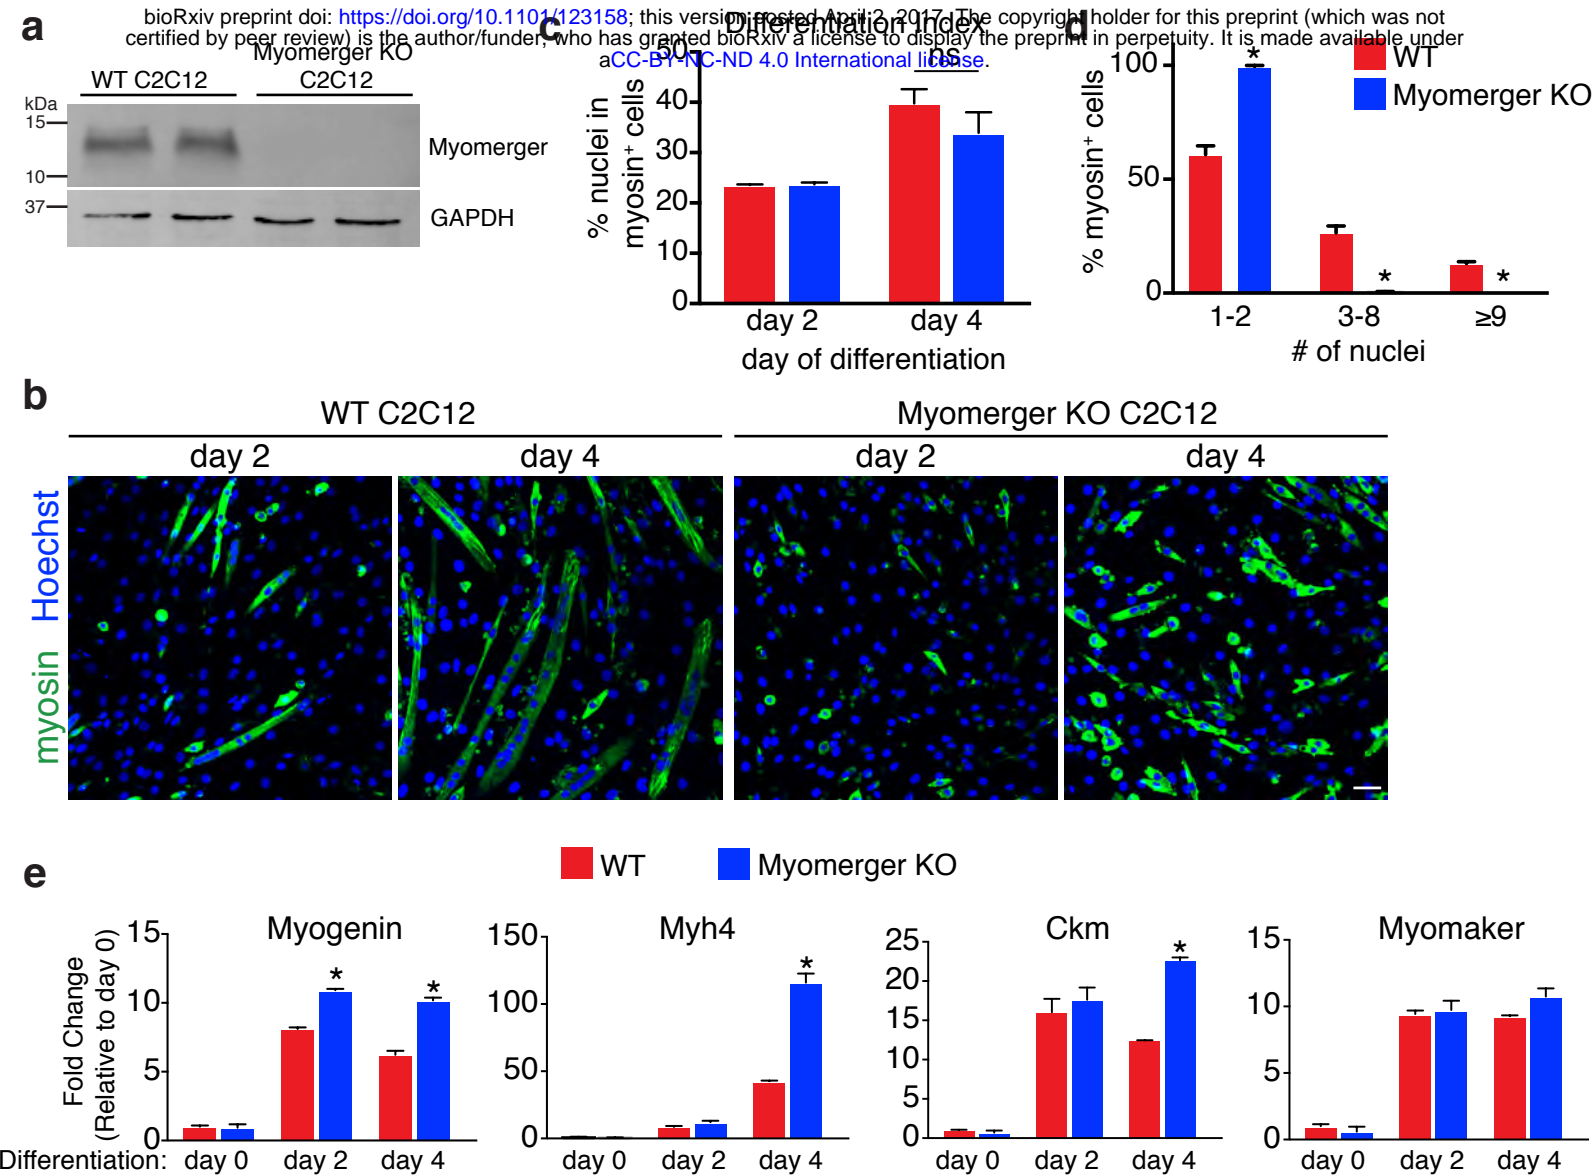 bioRxiv preprint doi: https://doi.org/10.1101/123158; this version posted April 2, 2017. The copyright holder for this preprint (which was not
certified by peer review) is the author/funder, who has granted bioRxiv a license to display the preprint in perpetuity. It is made available under
aCC-BY-NC-ND 4.0 International license.
a
WT C2C12
Myomerger KO
C2C12
kDa
15
10
37
Myomerger
GAPDH
c
Differentiation Index
% nuclei in
myosin+ cells
50
40
30
20
10
0
ns
day 2
day 4
day of differentiation
d
WT
Myomerger KO
% myosin+ cells
100
50
0
*
*
*
1-2
3-8
≥9
# of nuclei
b
WT C2C12
Myomerger KO C2C12
day 2
day 4
day 2
day 4
myosin Hoechst
e
WT
Myomerger KO
Fold Change
(Relative to day 0)
Myogenin
15
10
5
0
*
*
Myh4
150
100
50
0
*
Ckm
25
20
15
10
5
0
*
Myomaker
15
10
5
0
Differentiation: day 0 day 2 day 4
day 0 day 2 day 4
day 0 day 2 day 4
day 0 day 2 day 4